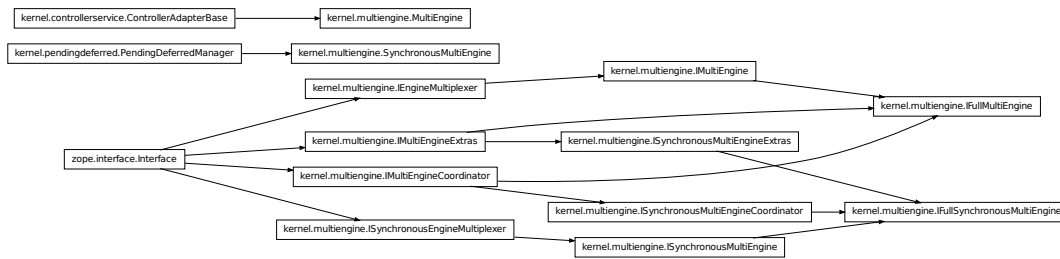 kernel.controllerservice.ControllerAdapterBase
kernel.multiengine.MultiEngine
kernel.pendingdeferred.PendingDeferredManager
kernel.multiengine.SynchronousMultiEngine
kernel.multiengine.IMultiEngine
kernel.multiengine.IEngineMultiplexer
kernel.multiengine.IFullMultiEngine
kernel.multiengine.IMultiEngineExtras
kernel.multiengine.ISynchronousMultiEngineExtras
zope.interface.Interface
kernel.multiengine.IMultiEngineCoordinator
kernel.multiengine.ISynchronousMultiEngineCoordinator
kernel.multiengine.IFullSynchronousMultiEngine
kernel.multiengine.ISynchronousEngineMultiplexer
kernel.multiengine.ISynchronousMultiEngine